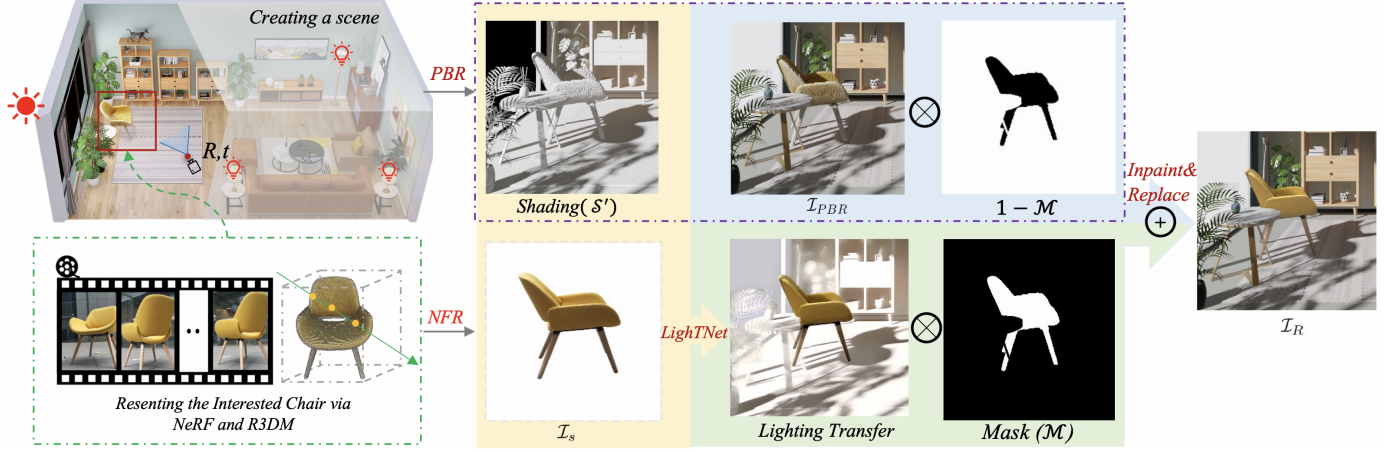 Creating a scene
R,t
PBR
Shading( S′)
I_PBR
1 − M
Inpaint&
Replace
I_R
NFR
Resenting the Interested Chair via
NeRF and R3DM
I_s
LighTNet
Lighting Transfer
Mask (M)